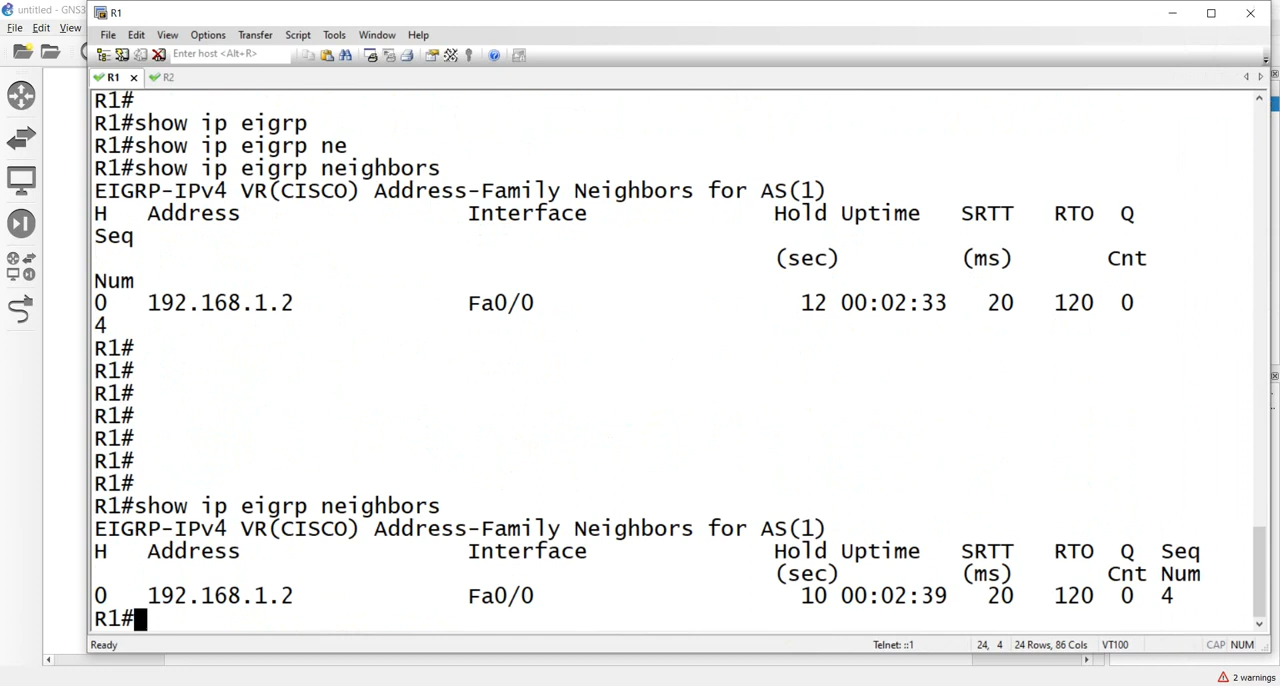 untitled - GNS3
R1
File Edit View
File Edit View Options Transfer Script Tools Window Help
Enter host <Alt+R>
R1 R2
R1#
R1#show ip eigrp
R1#show ip eigrp ne
R1#show ip eigrp neighbors
EIGRP-IPv4 VR(CISCO) Address-Family Neighbors for AS(1)
H Address Interface Hold Uptime SRTT RTO Q
Seq
(sec) (ms) Cnt
Num
0 192.168.1.2 Fa0/0 12 00:02:33 20 120 0
4
R1#
R1#
R1#
R1#
R1#
R1#
R1#
R1#show ip eigrp neighbors
EIGRP-IPv4 VR(CISCO) Address-Family Neighbors for AS(1)
H Address Interface Hold Uptime SRTT RTO Q Seq
(sec) (ms) Cnt Num
0 192.168.1.2 Fa0/0 10 00:02:39 20 120 0 4
R1#
Ready Telnet: ::1 24, 4 24 Rows, 86 Cols VT100 CAP NUM
2 warnings